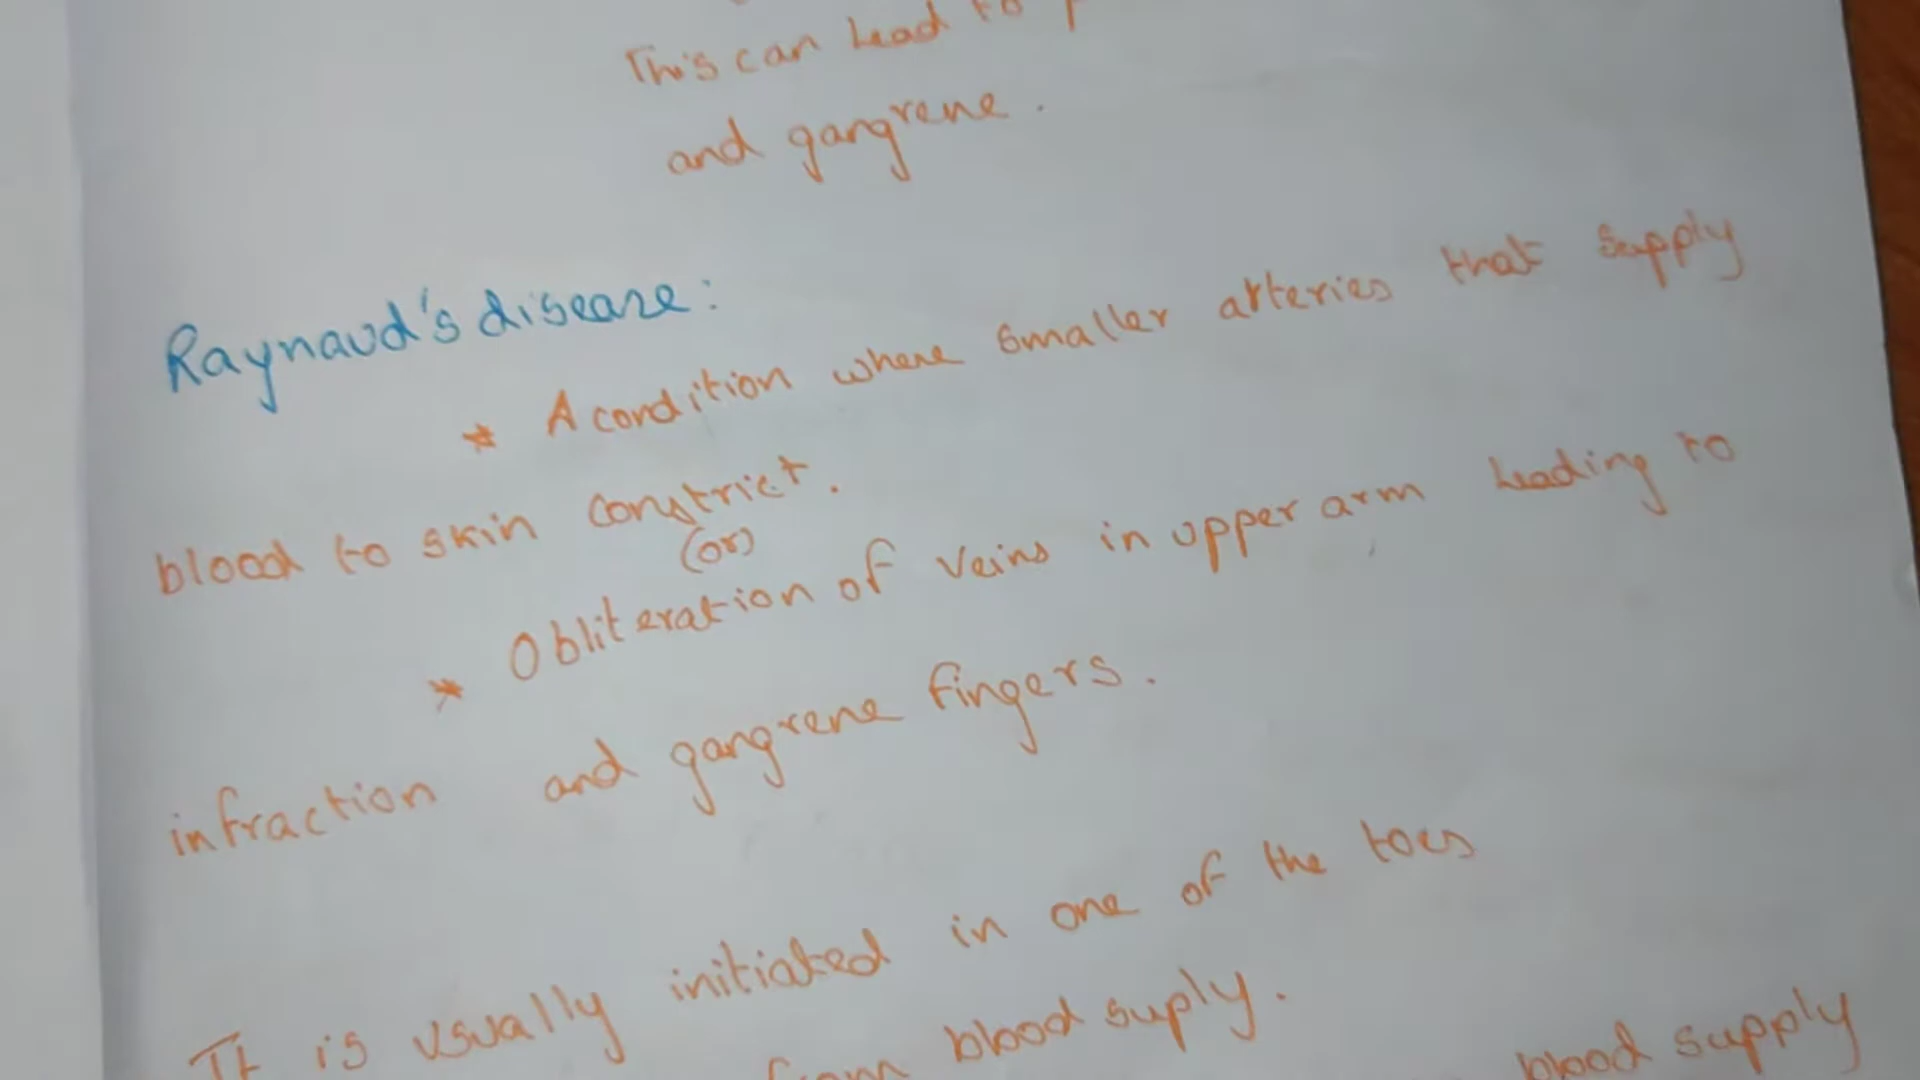 This can lead to
and gangrene.
Raynaud's disease:
* A condition where smaller arteries that supply
blood to skin constrict.
(or)
* Obliteration of veins in upper arm leading to
infraction and gangrene fingers.
It is usually initiated in one of the toes
from blood suply.
blood supply